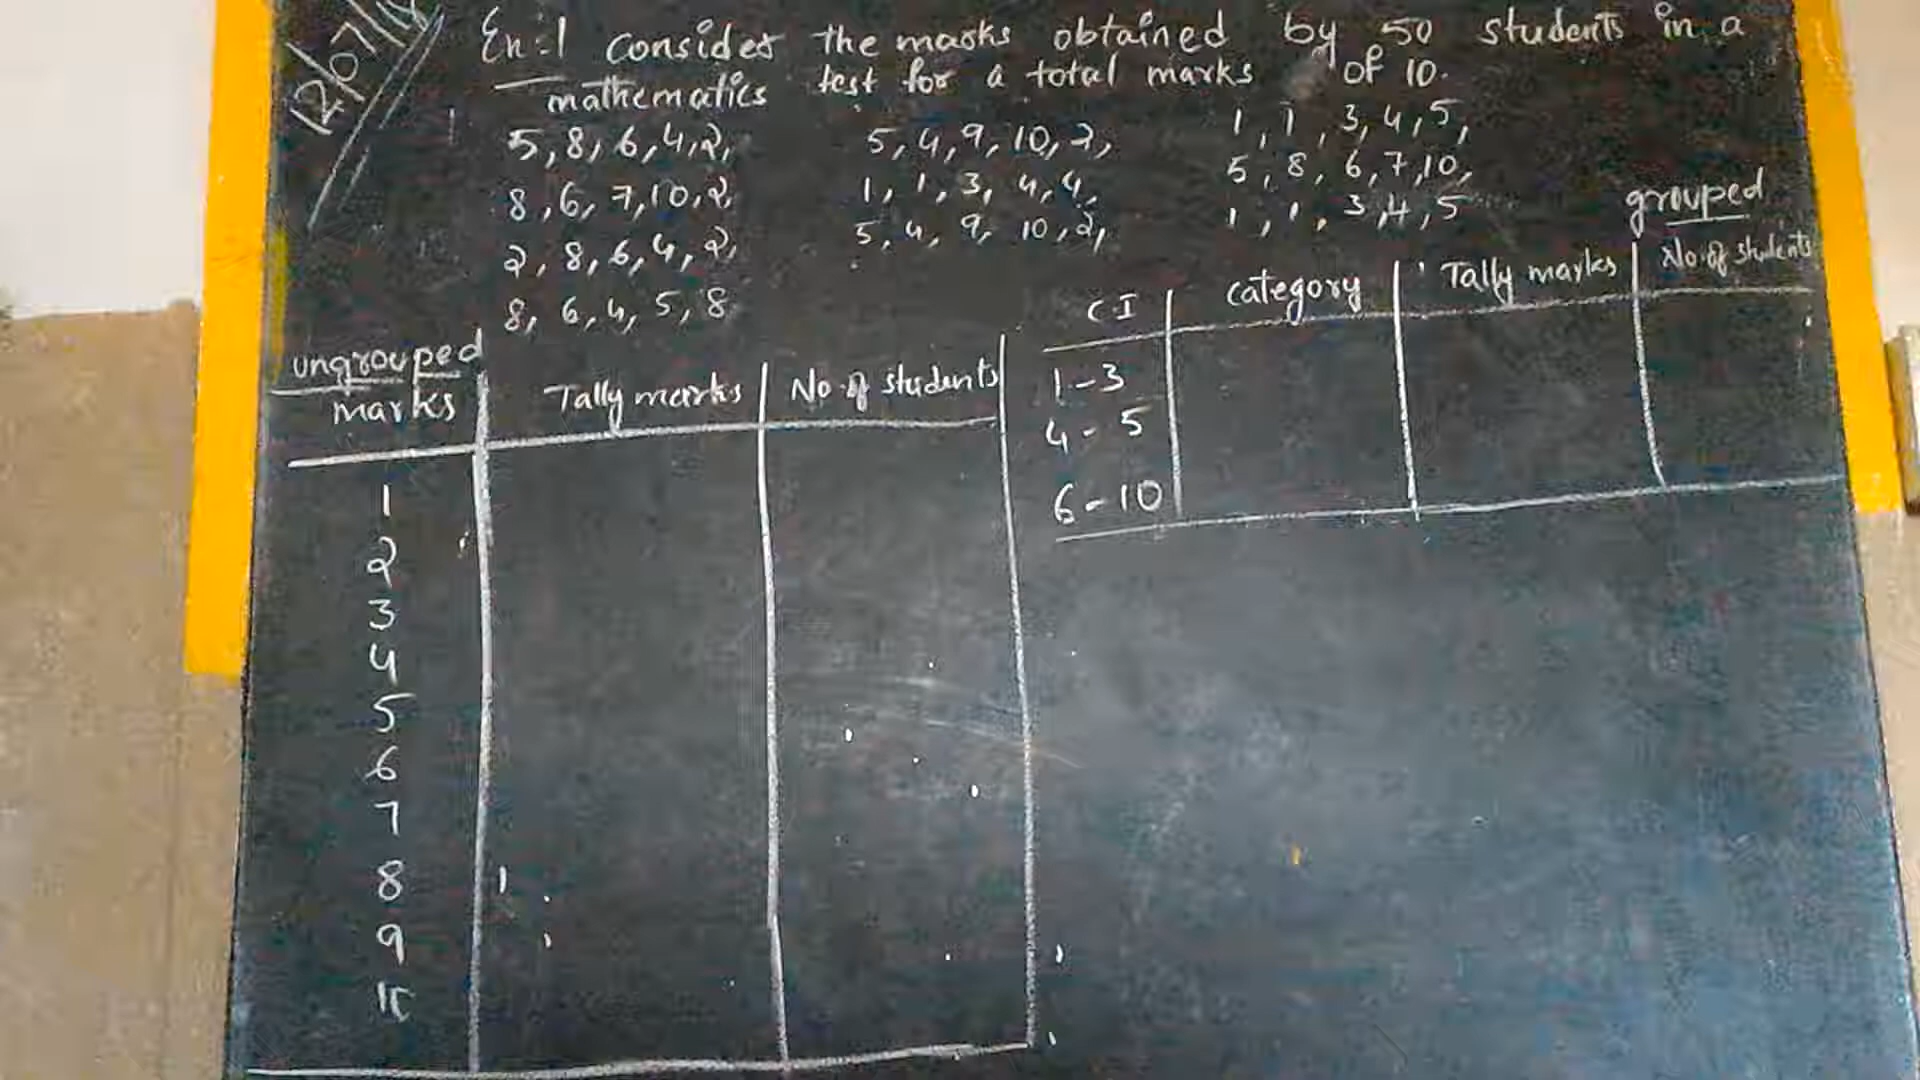 12/07/
En:1 Consider the marks obtained by 50 students in a
mathematics test for a total marks of 10.
5, 8, 6, 4, 2,
8, 6, 7, 10, 2,
2, 8, 6, 4, 2,
8, 6, 4, 5, 8
5, 4, 9, 10, 2,
1, 1, 3, 4, 4,
5, 4, 9, 10, 2,
1, 1, 3, 4, 5,
5, 8, 6, 7, 10,
1, 1, 3, 4, 5
ungrouped
marks Tally marks No of students
1
2
3
4
5
6
7
8
9
10
grouped
C I category Tally marks No. of students
1-3
4-5
6-10